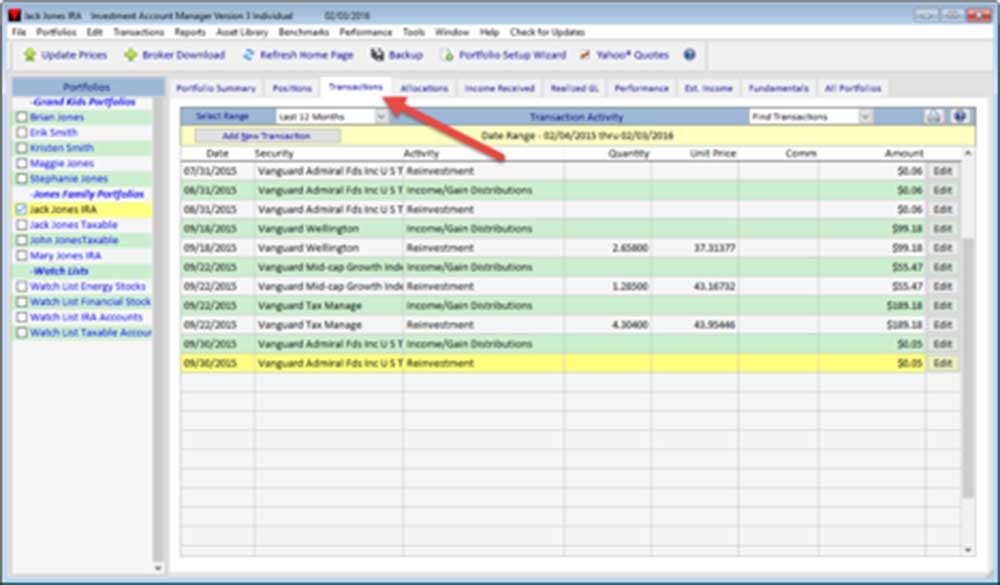 Jack Jones IRA Investment Account Manager Version 3 Individual 02/03/2016
File Portfolios Edit Transactions Reports Asset Library Benchmarks Performance Tools Window Help Check for Updates
Update Prices Broker Download Refresh Home Page Backup Portfolio Setup Wizard Yahoo® Quotes
Portfolios
-Grand Kids Portfolios
Brian Jones
Erik Smith
Kristen Smith
Maggie Jones
Stephanie Jones
-Jones Family Portfolios
Jack Jones IRA
Jack Jones Taxable
John JonesTaxable
Mary Jones IRA
-Watch Lists
Watch List Energy Stocks
Watch List Financial Stock
Watch List IRA Accounts
Watch List Taxable Accour
Portfolio Summary Positions Transactions Allocations Income Received Realized GL Performance Est. Income Fundamentals All Portfolios
Select Range Last 12 Months Transaction Activity Find Transactions
Add New Transaction Date Range - 02/04/2015 thru 02/03/2016
Date Security Activity Quantity Unit Price Comm Amount
07/31/2015 Vanguard Admiral Fds Inc U S T Reinvestment $0.06 Edit
08/31/2015 Vanguard Admiral Fds Inc U S T Income/Gain Distributions $0.06 Edit
08/31/2015 Vanguard Admiral Fds Inc U S T Reinvestment $0.06 Edit
09/18/2015 Vanguard Wellington Income/Gain Distributions $99.18 Edit
09/18/2015 Vanguard Wellington Reinvestment 2.65800 37.31377 $99.18 Edit
09/22/2015 Vanguard Mid-cap Growth Inde Income/Gain Distributions $55.47 Edit
09/22/2015 Vanguard Mid-cap Growth Inde Reinvestment 1.28500 43.16732 $55.47 Edit
09/22/2015 Vanguard Tax Manage Income/Gain Distributions $189.18 Edit
09/22/2015 Vanguard Tax Manage Reinvestment 4.30400 43.95446 $189.18 Edit
09/30/2015 Vanguard Admiral Fds Inc U S T Income/Gain Distributions $0.05 Edit
09/30/2015 Vanguard Admiral Fds Inc U S T Reinvestment $0.05 Edit